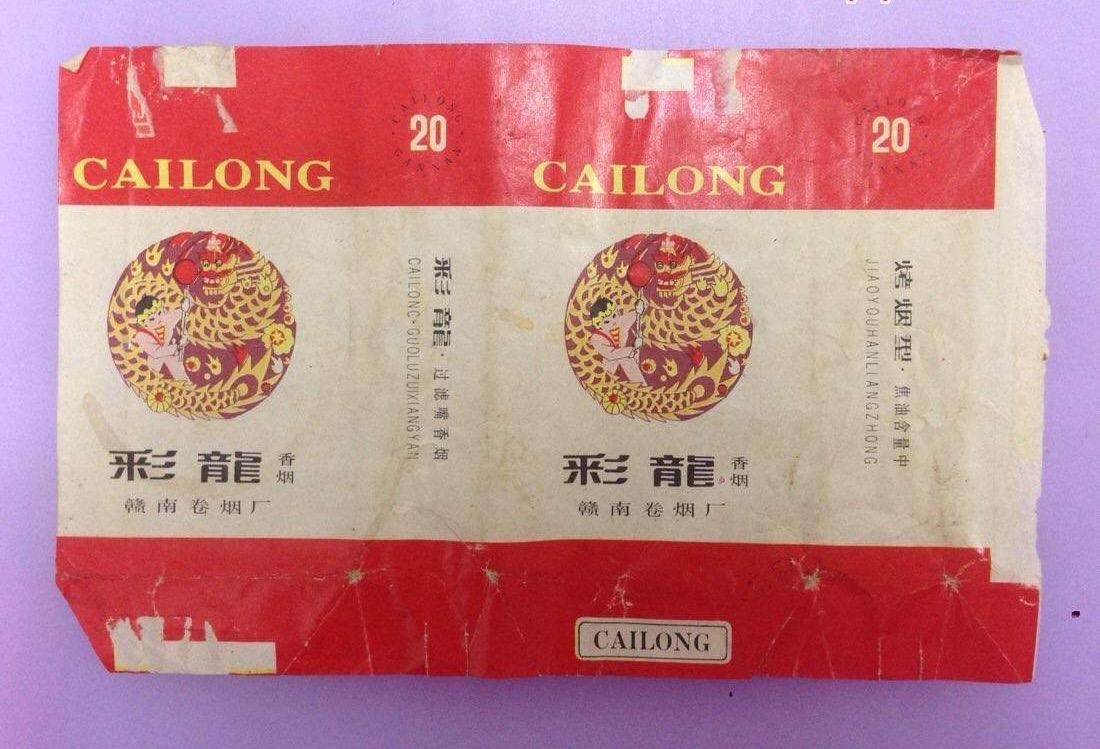 CAILONG
20
CAILONG
GANNAN
CAILONG
20
彩龍 香烟
赣南卷烟厂
彩龍·过滤嘴香烟
CAILONG·GUOLUZUIXIANGYAN
彩龍 香烟
赣南卷烟厂
烤烟型·焦油含量中
JIAOYOUHANLIANGZHONG
CAILONG